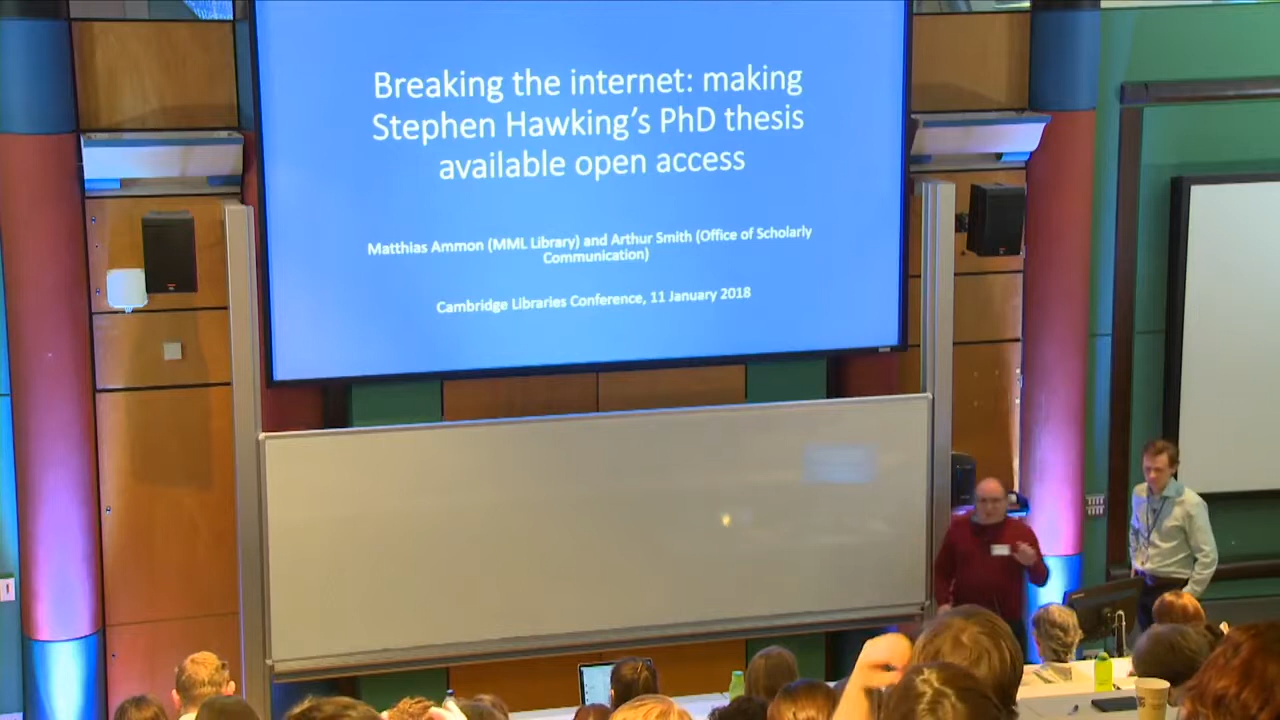 Breaking the internet: making
Stephen Hawking's PhD thesis
available open access
Matthias Ammon (MML Library) and Arthur Smith (Office of Scholarly
Communication)
Cambridge Libraries Conference, 11 January 2018